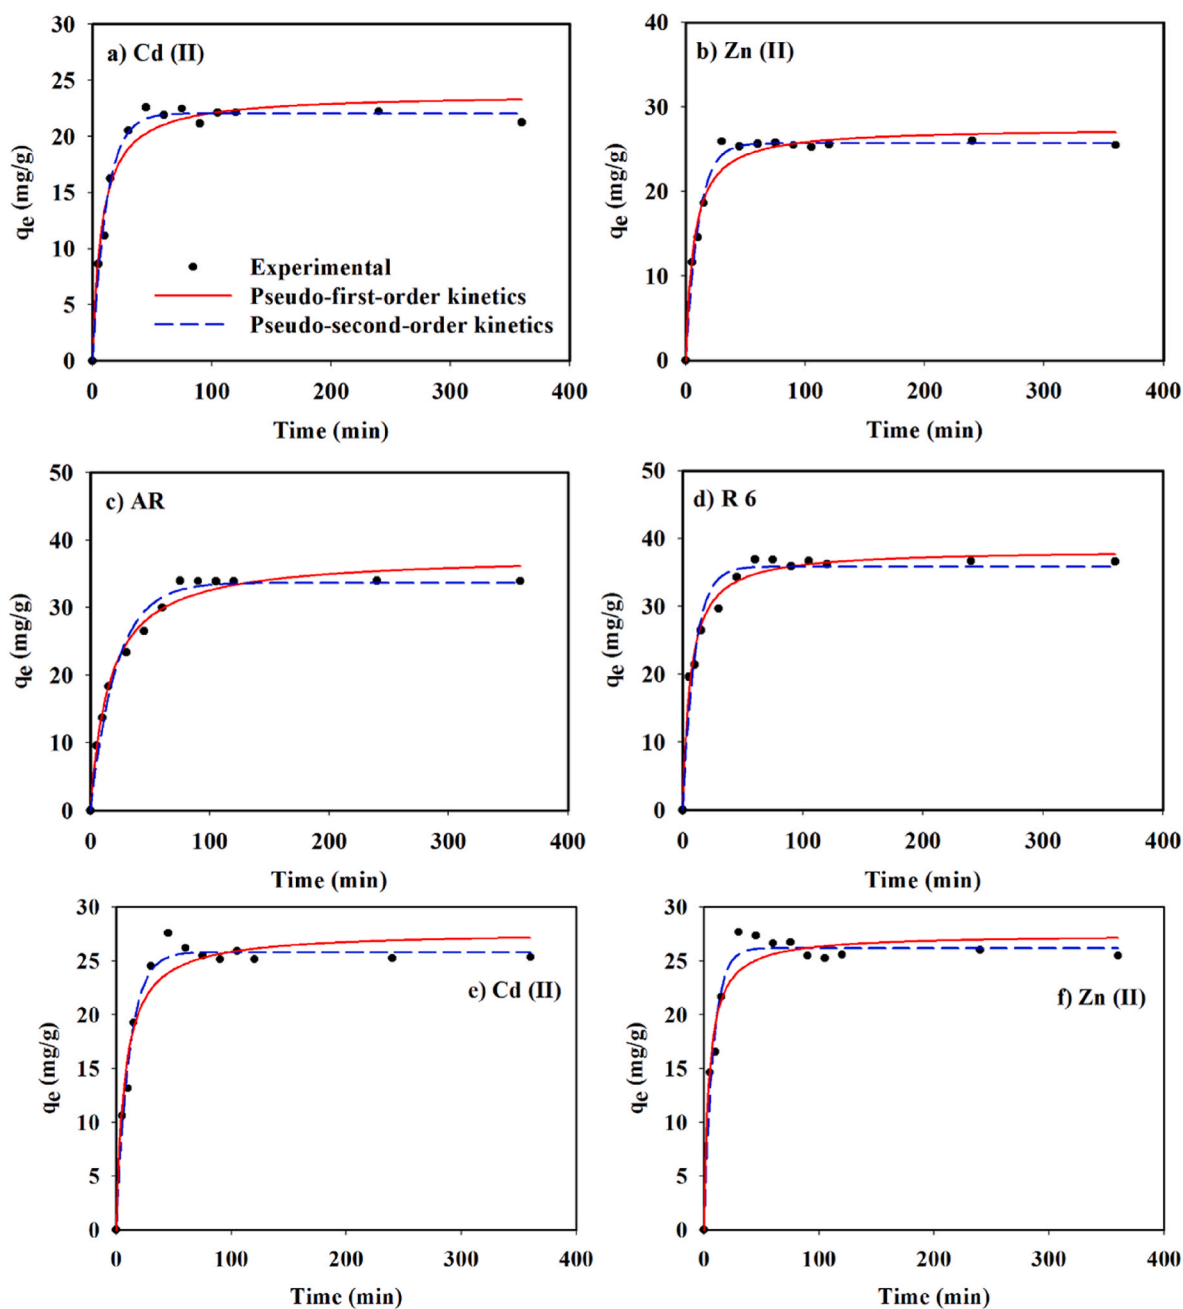 30
25
20
15
10
5
0
qe (mg/g)
a) Cd (II)
Experimental
Pseudo-first-order kinetics
Pseudo-second-order kinetics
0 100 200 300 400
Time (min)
40
30
20
10
0
qe (mg/g)
b) Zn (II)
0 100 200 300 400
Time (min)
50
40
30
20
10
0
qe (mg/g)
c) AR
0 100 200 300 400
Time (min)
50
40
30
20
10
0
qe (mg/g)
d) R 6
0 100 200 300 400
Time (min)
30
25
20
15
10
5
0
qe (mg/g)
e) Cd (II)
0 100 200 300 400
Time (min)
30
25
20
15
10
5
0
qe (mg/g)
f) Zn (II)
0 100 200 300 400
Time (min)